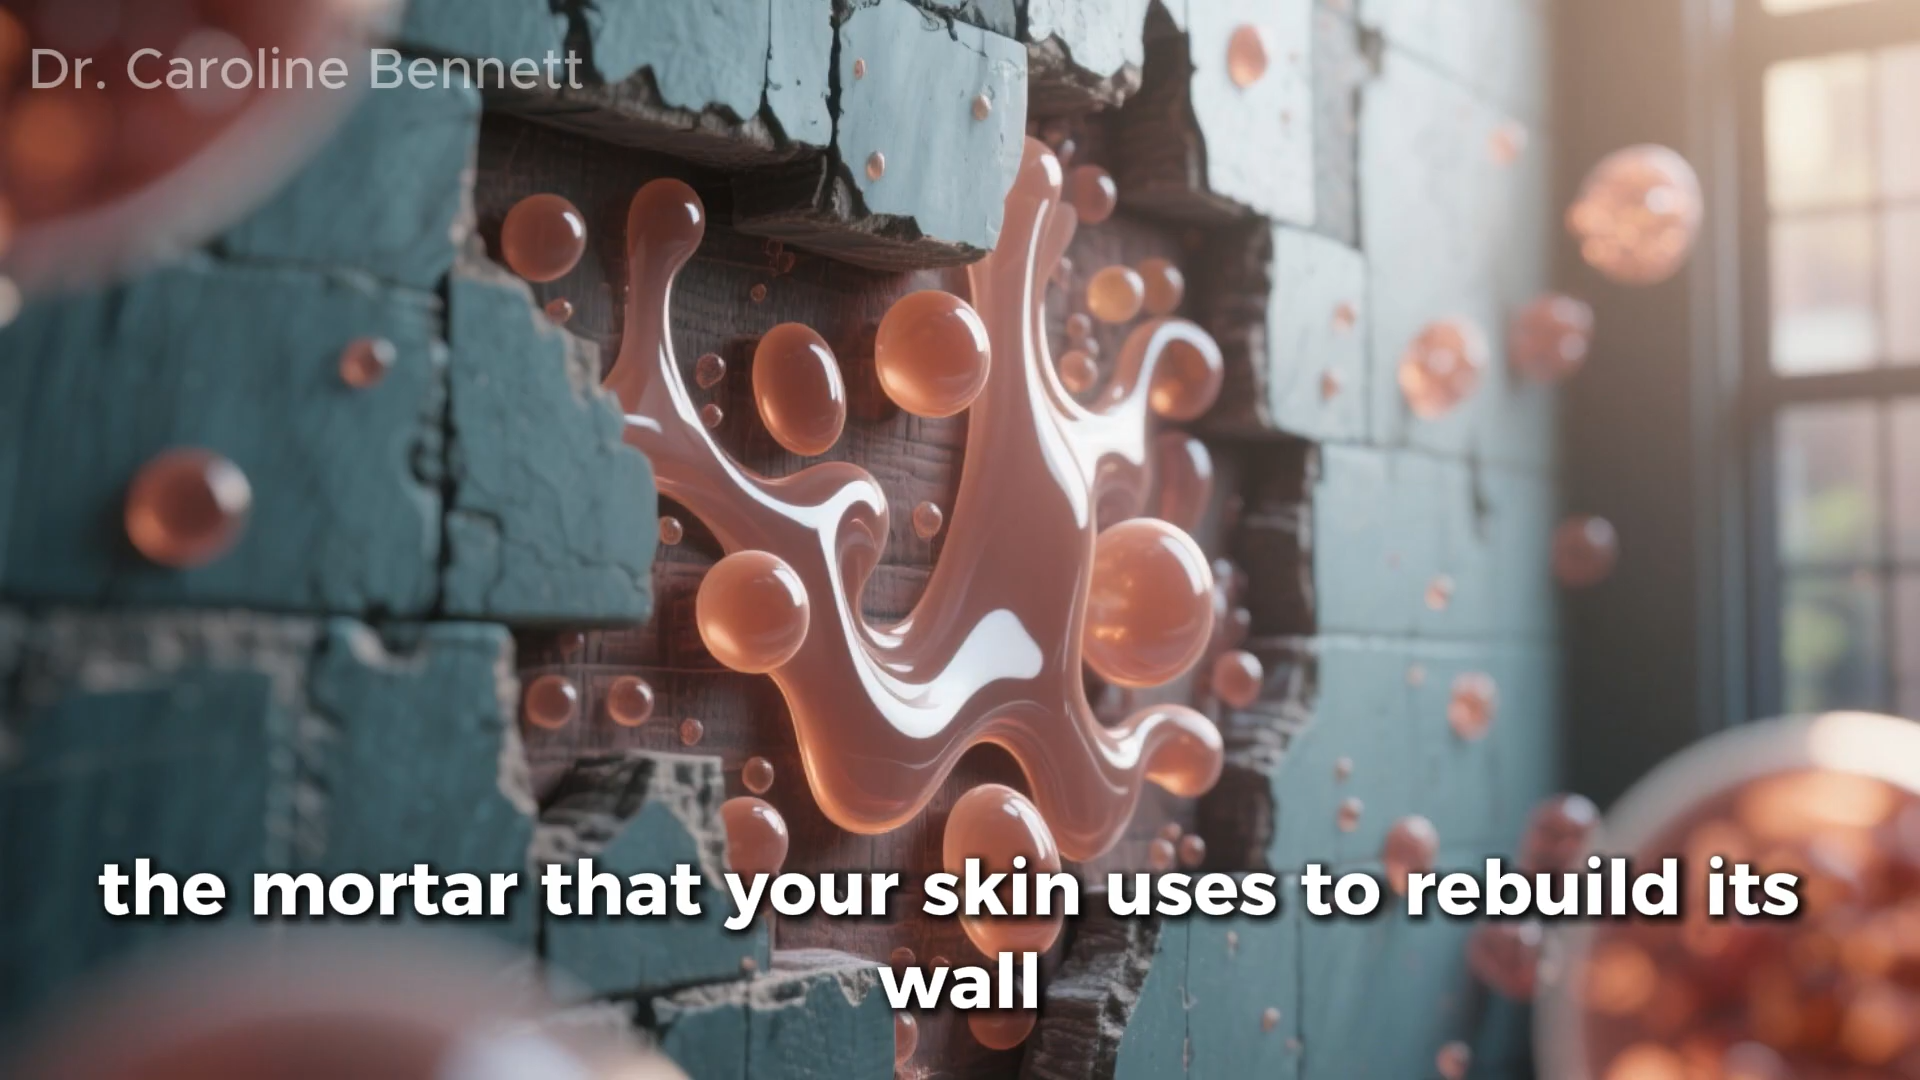 Dr. Caroline Bennett
the mortar that your skin uses to rebuild its
wall